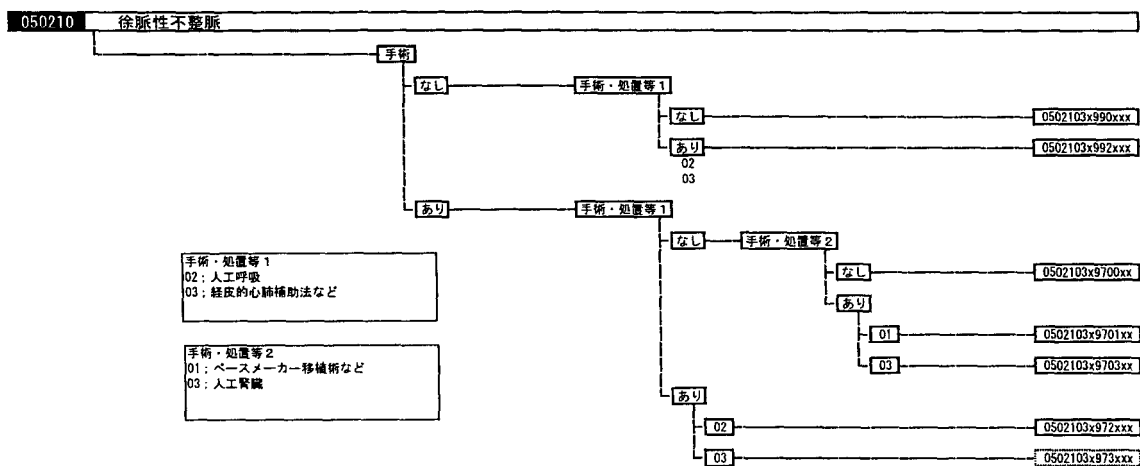 050210 徐脈性不整脈
手術
なし 手術・処置等1
なし 0502103x990xxx
あり 0502103x992xxx
02
03
あり 手術・処置等1
なし 手術・処置等2
なし 0502103x9700xx
あり
01 0502103x9701xx
03 0502103x9703xx
あり
02 0502103x972xxx
03 0502103x973xxx
手術・処置等1
02;人工呼吸
03;経皮的心肺補助法など
手術・処置等2
01;ペースメーカー移植術など
03;人工腎臓